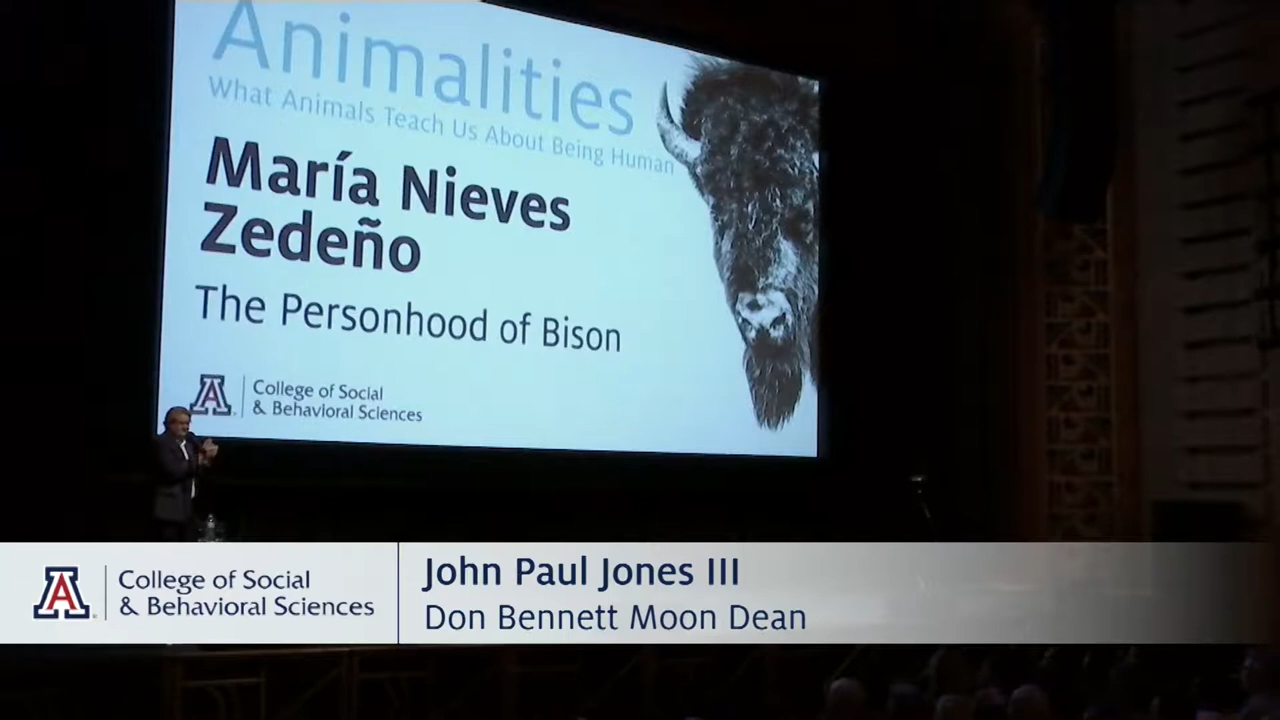 Animalities
What Animals Teach Us About Being Human
María Nieves
Zedeño
The Personhood of Bison
A
College of Social
& Behavioral Sciences
A
College of Social
& Behavioral Sciences
John Paul Jones III
Don Bennett Moon Dean